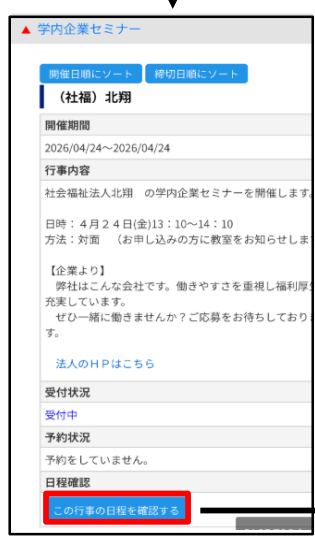 ▲ 学内企業セミナー
開催日順にソート 締切日順にソート
（社福）北翔
開催期間
2026/04/24～2026/04/24
行事内容
社会福祉法人北翔　の学内企業セミナーを開催します。
日時：４月２４日(金)13：10～14：10
方法：対面　（お申し込みの方に教室をお知らせしま
【企業より】
弊社はこんな会社です。働きやすさを重視し福利厚
充実しています。
ぜひ一緒に働きませんか？ご応募をお待ちしており
す。
法人のＨＰはこちら
受付状況
受付中
予約状況
予約をしていません。
日程確認
この行事の日程を確認する